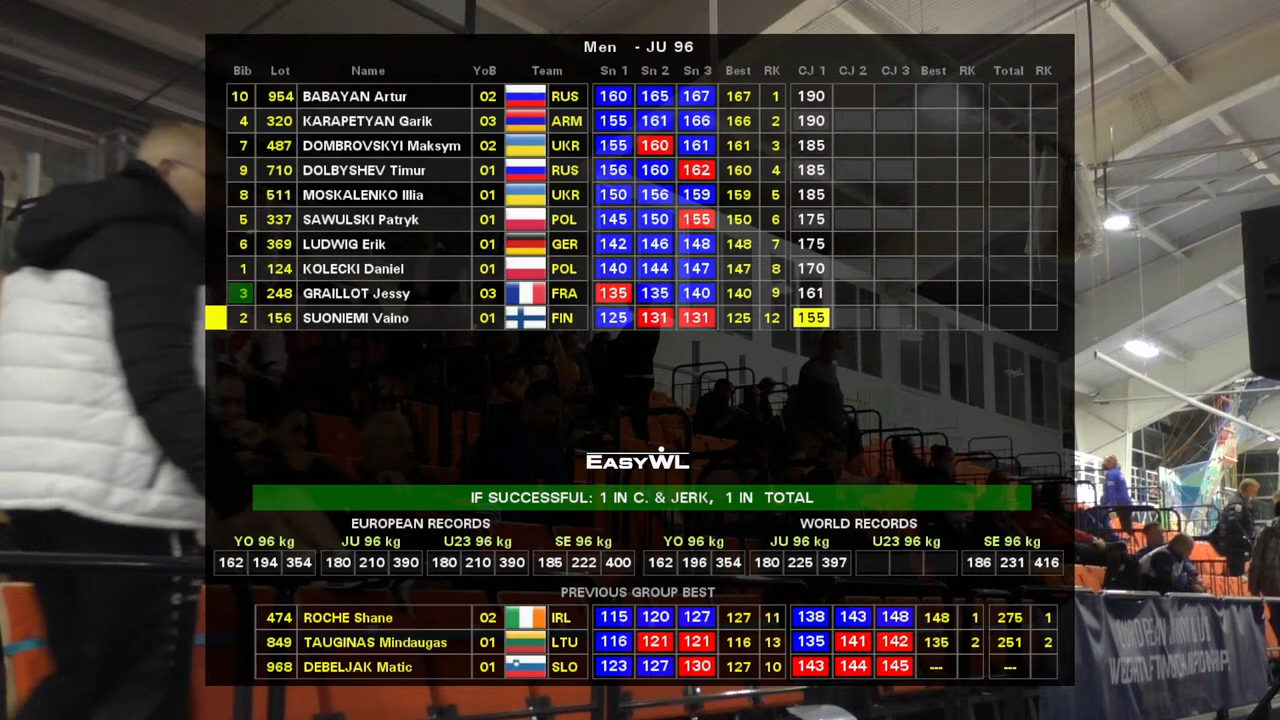 Men - JU 96
Bib Lot Name YoB Team Sn 1 Sn 2 Sn 3 Best RK CJ 1 CJ 2 CJ 3 Best RK Total RK
10 954 BABAYAN Artur 02 RUS 160 165 167 167 1 190
4 320 KARAPETYAN Garik 03 ARM 155 161 166 166 2 190
7 487 DOMBROVSKYI Maksym 02 UKR 155 160 161 161 3 185
9 710 DOLBYSHEV Timur 01 RUS 156 160 162 160 4 185
8 511 MOSKALENKO Illia 01 UKR 150 156 159 159 5 185
5 337 SAWULSKI Patryk 01 POL 145 150 155 150 6 175
6 369 LUDWIG Erik 01 GER 142 146 148 148 7 175
1 124 KOLECKI Daniel 01 POL 140 144 147 147 8 170
3 248 GRAILLOT Jessy 03 FRA 135 135 140 140 9 161
2 156 SUONIEMI Vaino 01 FIN 125 131 131 125 12 155
EASYWL
IF SUCCESSFUL: 1 IN C. & JERK, 1 IN TOTAL
EUROPEAN RECORDS WORLD RECORDS
YO 96 kg JU 96 kg U23 96 kg SE 96 kg YO 96 kg JU 96 kg U23 96 kg SE 96 kg
162 194 354 180 210 390 180 210 390 185 222 400 162 196 354 180 225 397 186 231 416
PREVIOUS GROUP BEST
474 ROCHE Shane 02 IRL 115 120 127 127 11 138 143 148 148 1 275 1
849 TAUGINAS Mindaugas 01 LTU 116 121 121 116 13 135 141 142 135 2 251 2
968 DEBELJAK Matic 01 SLO 123 127 130 127 10 143 144 145 --- ---